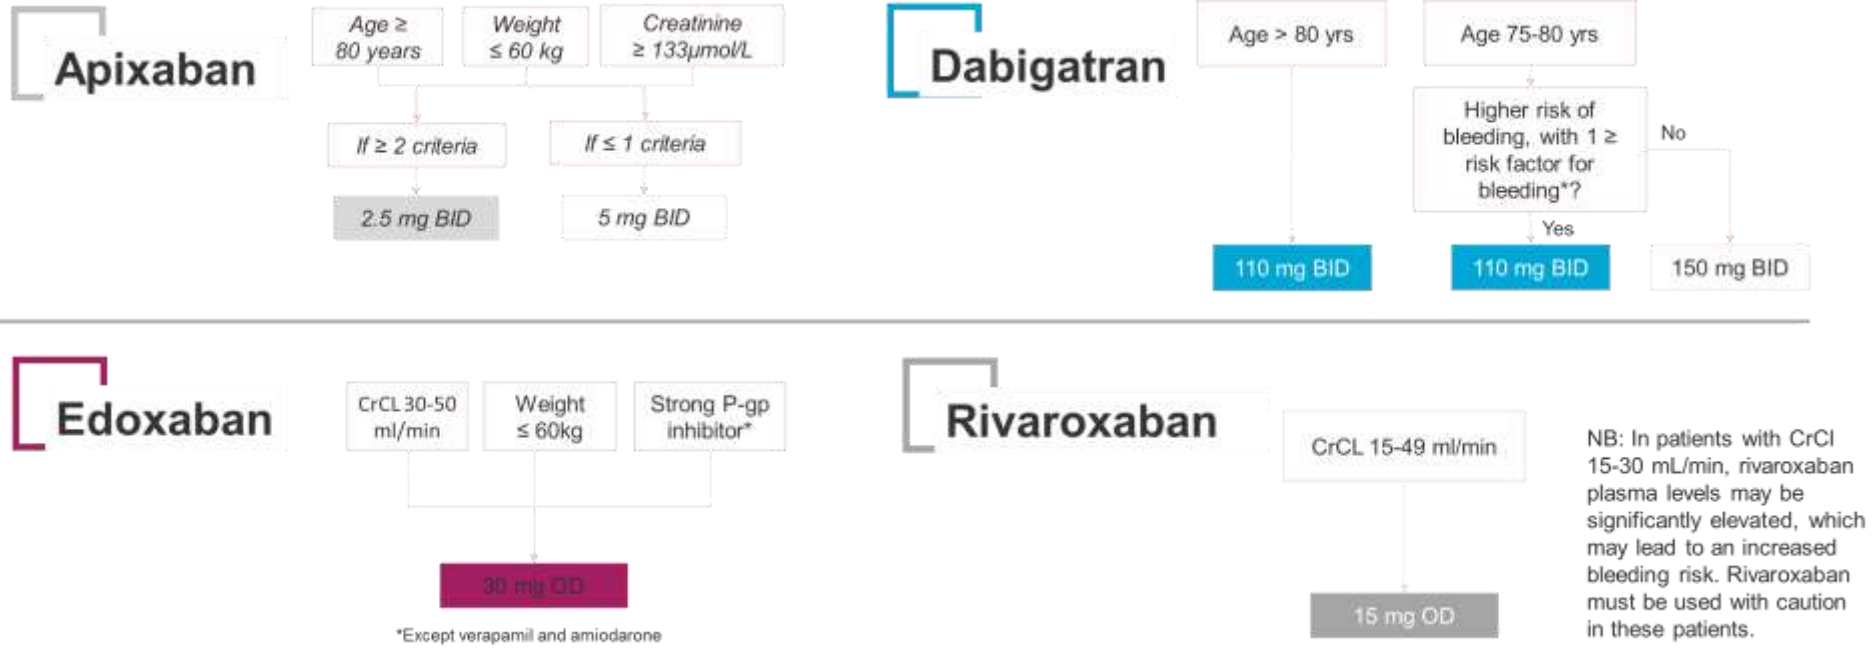 Apixaban
Age ≥
80 years
Weight
≤ 60 kg
Creatinine
≥ 133µmol/L
If ≥ 2 criteria
If ≤ 1 criteria
2.5 mg BID
5 mg BID
Dabigatran
Age > 80 yrs
Age 75-80 yrs
Higher risk of
bleeding, with 1 ≥
risk factor for
bleeding*?
No
Yes
110 mg BID
110 mg BID
150 mg BID
Edoxaban
CrCL 30-50
ml/min
Weight
≤ 60kg
Strong P-gp
inhibitor*
30 mg OD
*Except verapamil and amiodarone
Rivaroxaban
CrCL 15-49 ml/min
15 mg OD
NB: In patients with CrCl
15-30 mL/min, rivaroxaban
plasma levels may be
significantly elevated, which
may lead to an increased
bleeding risk. Rivaroxaban
must be used with caution
in these patients.